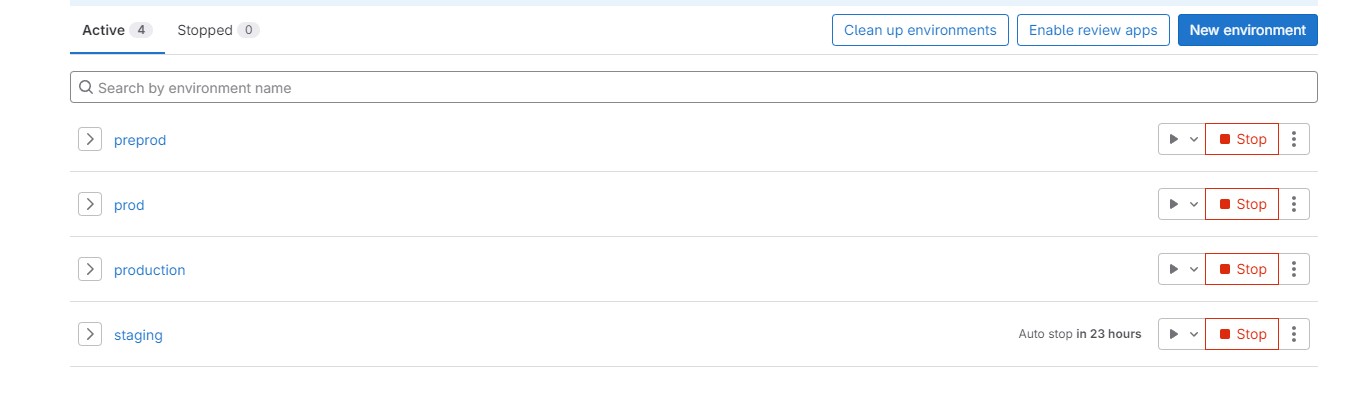 Active 4 Stopped 0 Clean up environments Enable review apps New environment
Search by environment name
preprod Stop
prod Stop
production Stop
staging Auto stop in 23 hours Stop